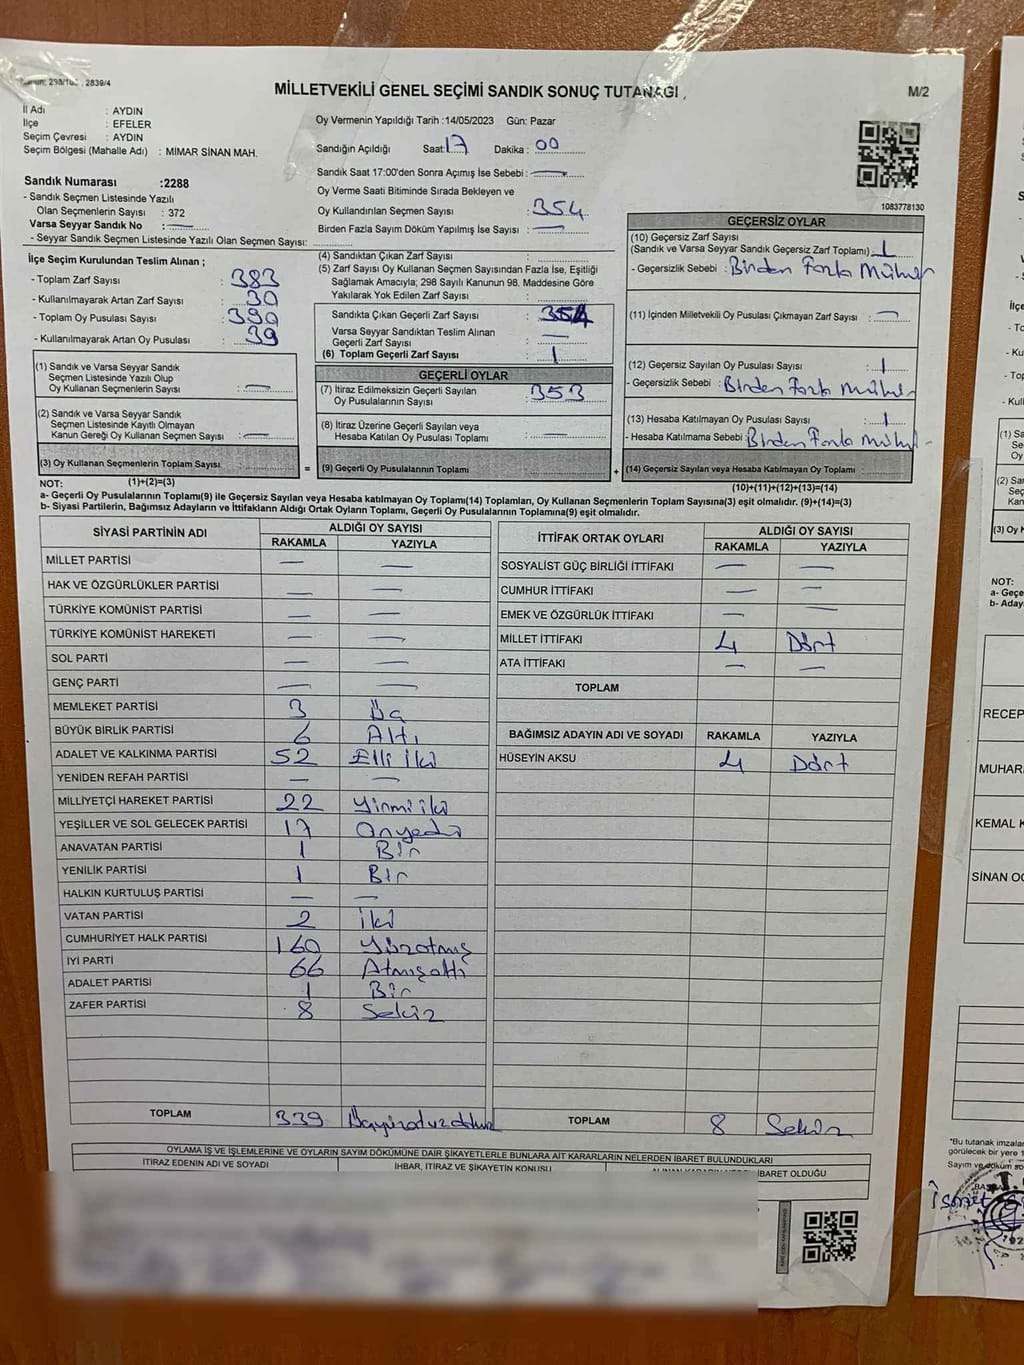 2839/4
MİLLETVEKİLİ GENEL SEÇİMİ SANDIK SONUÇ TUTANAĞI
M/2
İl Adı : AYDIN
İlçe : EFELER
Seçim Çevresi : AYDIN
Seçim Bölgesi (Mahalle Adı) : MİMAR SİNAN MAH.
Oy Vermenin Yapıldığı Tarih :14/05/2023 Gün: Pazar
Sandığın Açıldığı Saat: 17 Dakika : 00
Sandık Saat 17:00'den Sonra Açımış İse Sebebi : —
Oy Verme Saati Bitiminde Sırada Bekleyen ve
Oy Kullandırılan Seçmen Sayısı : 354
Birden Fazla Sayım Döküm Yapılmış İse Sayısı : —
1083778130
Sandık Numarası :2288
- Sandık Seçmen Listesinde Yazılı
Olan Seçmenlerin Sayısı : 372
Varsa Seyyar Sandık No : —
- Seyyar Sandık Seçmen Listesinde Yazılı Olan Seçmen Sayısı:
İlçe Seçim Kurulundan Teslim Alınan ;
- Toplam Zarf Sayısı : 383
- Kullanılmayarak Artan Zarf Sayısı : 30
- Toplam Oy Pusulası Sayısı : 390
- Kullanılmayarak Artan Oy Pusulası : 39
(4) Sandıktan Çıkan Zarf Sayısı :
(5) Zarf Sayısı Oy Kullanan Seçmen Sayısından Fazla İse, Eşitliği
Sağlamak Amacıyla; 298 Sayılı Kanunun 98. Maddesine Göre
Yakılarak Yok Edilen Zarf Sayısı :
Sandıkta Çıkan Geçerli Zarf Sayısı : 354
Varsa Seyyar Sandıktan Teslim Alınan
Geçerli Zarf Sayısı : —
(6) Toplam Geçerli Zarf Sayısı : 1
GEÇERSİZ OYLAR
(10) Geçersiz Zarf Sayısı
(Sandık ve Varsa Seyyar Sandık Geçersiz Zarf Toplamı) : 1
- Geçersizlik Sebebi : Birden Fazla Mühür
(11) İçinden Milletvekili Oy Pusulası Çıkmayan Zarf Sayısı : —
(12) Geçersiz Sayılan Oy Pusulası Sayısı : 1
- Geçersizlik Sebebi : Birden Fazla Mühür
(13) Hesaba Katılmayan Oy Pusulası Sayısı : 1
- Hesaba Katılmama Sebebi : Birden Fazla Mühür
(14) Geçersiz Sayılan veya Hesaba Katılmayan Oy Toplamı :
(10)+(11)+(12)+(13)=(14)
(1) Sandık ve Varsa Seyyar Sandık
Seçmen Listesinde Yazılı Olup
Oy Kullanan Seçmenlerin Sayısı : —
(2) Sandık ve Varsa Seyyar Sandık
Seçmen Listesinde Kayıtlı Olmayan
Kanun Gereği Oy Kullanan Seçmen Sayısı : —
(3) Oy Kullanan Seçmenlerin Toplam Sayısı :
(1)+(2)=(3)
GEÇERLİ OYLAR
(7) İtiraz Edilmeksizin Geçerli Sayılan
Oy Pusulalarının Sayısı : 353
(8) İtiraz Üzerine Geçerli Sayılan veya
Hesaba Katılan Oy Pusulası Toplamı : —
= (9) Geçerli Oy Pusulalarının Toplamı : +
NOT:
a- Geçerli Oy Pusulalarının Toplamı(9) ile Geçersiz Sayılan veya Hesaba katılmayan Oy Toplamı(14) Toplamları, Oy Kullanan Seçmenlerin Toplam Sayısına(3) eşit olmalıdır. (9)+(14)=(3)
b- Siyasi Partilerin, Bağımsız Adayların ve İttifakların Aldığı Ortak Oyların Toplamı, Geçerli Oy Pusulalarının Toplamına(9) eşit olmalıdır.
SİYASİ PARTİNİN ADI ALDIĞI OY SAYISI
RAKAMLA YAZIYLA
MİLLET PARTİSİ — —
HAK VE ÖZGÜRLÜKLER PARTİSİ — —
TÜRKİYE KOMÜNİST PARTİSİ — —
TÜRKİYE KOMÜNİST HAREKETİ — —
SOL PARTİ — —
GENÇ PARTİ — —
MEMLEKET PARTİSİ 3 Üç
BÜYÜK BİRLİK PARTİSİ 6 Altı
ADALET VE KALKINMA PARTİSİ 52 Elli iki
YENİDEN REFAH PARTİSİ — —
MİLLİYETÇİ HAREKET PARTİSİ 22 Yirmi iki
YEŞİLLER VE SOL GELECEK PARTİSİ 17 Onyedi
ANAVATAN PARTİSİ 1 Bir
YENİLİK PARTİSİ 1 Bir
HALKIN KURTULUŞ PARTİSİ — —
VATAN PARTİSİ 2 İki
CUMHURİYET HALK PARTİSİ 160 Yüzatmış
İYİ PARTİ 66 Atmışaltı
ADALET PARTİSİ 1 Bir
ZAFER PARTİSİ 8 Sekiz
TOPLAM 339 Üçyüzotuzdokuz
İTTİFAK ORTAK OYLARI ALDIĞI OY SAYISI
RAKAMLA YAZIYLA
SOSYALİST GÜÇ BİRLİĞİ İTTİFAKI — —
CUMHUR İTTİFAKI — —
EMEK VE ÖZGÜRLÜK İTTİFAKI — —
MİLLET İTTİFAKI 4 Dört
ATA İTTİFAKI — —
TOPLAM
BAĞIMSIZ ADAYIN ADI VE SOYADI RAKAMLA YAZIYLA
HÜSEYİN AKSU 4 Dört
TOPLAM 8 Sekiz
OYLAMA İŞ VE İŞLEMLERİNE VE OYLARIN SAYIM DÖKÜMÜNE DAİR ŞİKAYETLERLE BUNLARA AİT KARARLARIN NELERDEN İBARET BULUNDUKLARI
İTİRAZ EDENİN ADI VE SOYADI
İHBAR, İTİRAZ VE ŞİKAYETİN KONUSU
İBARET OLDUĞU
NOT:
RECEP
MUHAR
KEMAL K
SİNAN OĞ
"Bu tutanak imzala
görülecek bir yere
Sayım ve döküm so
İsmet